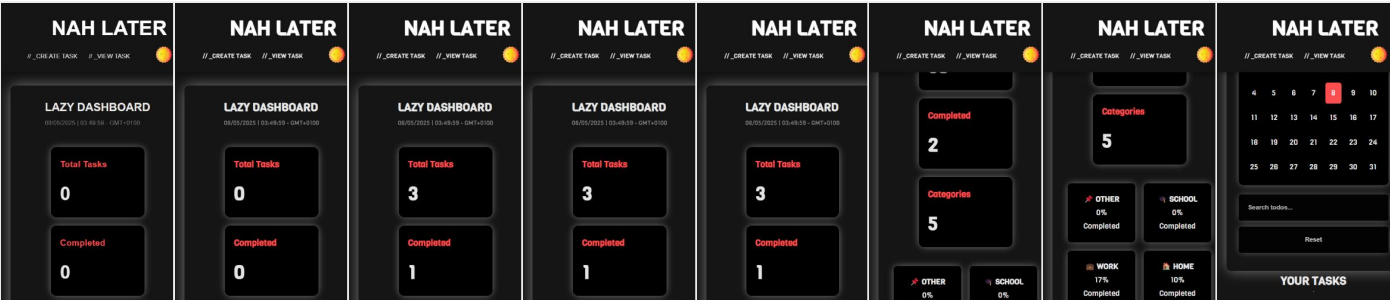 NAH LATER
// _CREATE TASK // _VIEW TASK
LAZY DASHBOARD
08/05/2025 | 03:49:58 - GMT+0100
Total Tasks
0
Completed
0
NAH LATER
// _CREATE TASK // _VIEW TASK
LAZY DASHBOARD
08/05/2025 | 03:49:59 - GMT+0100
Total Tasks
0
Completed
0
NAH LATER
// _CREATE TASK // _VIEW TASK
LAZY DASHBOARD
08/05/2025 | 03:49:59 - GMT+0100
Total Tasks
3
Completed
1
NAH LATER
// _CREATE TASK // _VIEW TASK
LAZY DASHBOARD
08/05/2025 | 03:49:59 - GMT+0100
Total Tasks
3
Completed
1
NAH LATER
// _CREATE TASK // _VIEW TASK
LAZY DASHBOARD
08/05/2025 | 03:49:59 - GMT+0100
Total Tasks
3
Completed
1
NAH LATER
// _CREATE TASK // _VIEW TASK
Completed
2
Categories
5
OTHER SCHOOL
0% 0%
NAH LATER
// _CREATE TASK // _VIEW TASK
Categories
5
OTHER SCHOOL
0% 0%
Completed Completed
WORK HOME
17% 10%
Completed Completed
NAH LATER
// _CREATE TASK // _VIEW TASK
4 5 6 7 8 9 10
11 12 13 14 15 16 17
18 19 20 21 22 23 24
25 26 27 28 29 30 31
Search todos...
Reset
YOUR TASKS